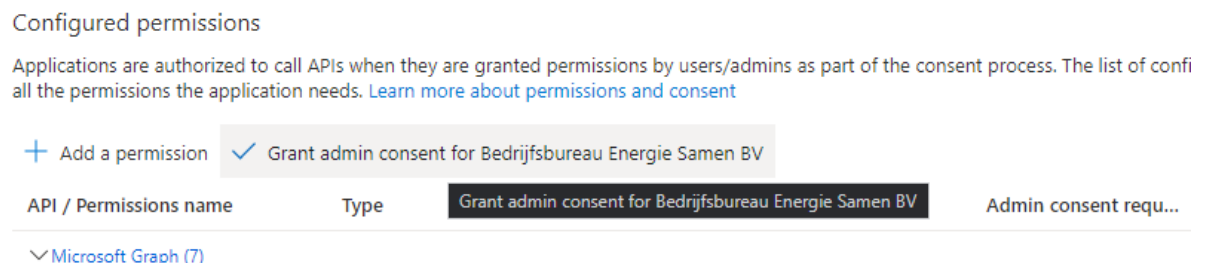 Configured permissions
Applications are authorized to call APIs when they are granted permissions by users/admins as part of the consent process. The list of confi
all the permissions the application needs. Learn more about permissions and consent
Add a permission Grant admin consent for Bedrijfsbureau Energie Samen BV
API / Permissions name Type Grant admin consent for Bedrijfsbureau Energie Samen BV Admin consent requ...
Microsoft Graph (7)